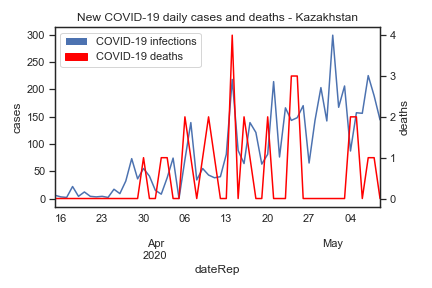 New COVID-19 daily cases and deaths - Kazakhstan
COVID-19 infections
COVID-19 deaths
300
250
200
150
100
50
0
cases
4
3
2
1
0
deaths
16 23 30 06 13 20 27 04
Apr May
2020
dateRep